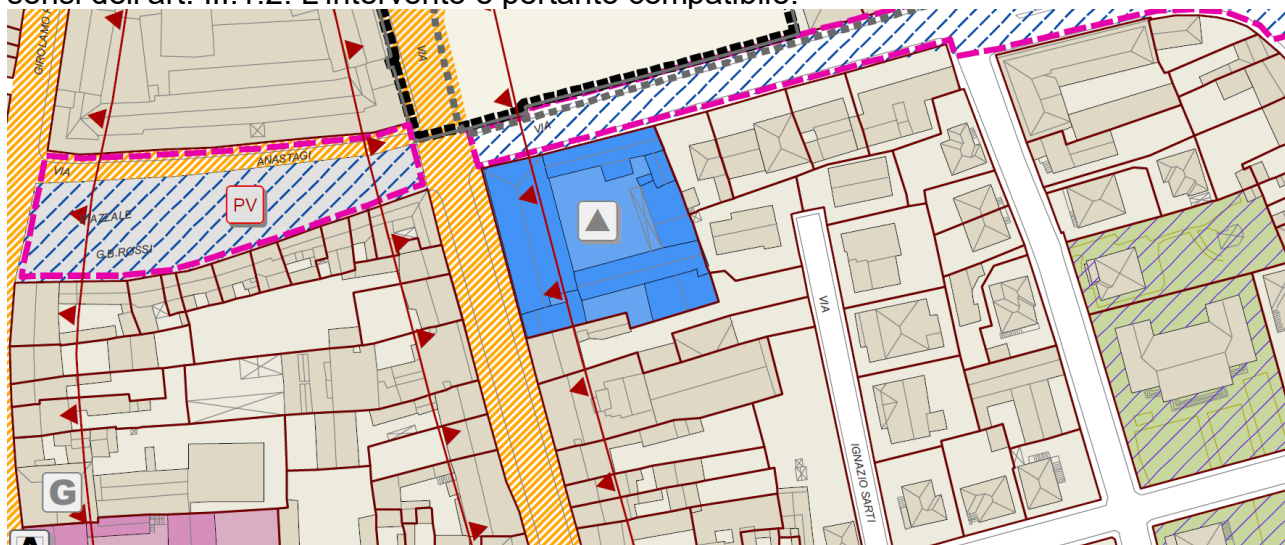 sensi dell'art. III.1.2. L'intervento è pertanto compatibile.
GIROLAMO
VIA
VIA
ANASTAGI
VIA
PV
G.B.ROSSI
VIA
IGNAZIO SARTI
G
A